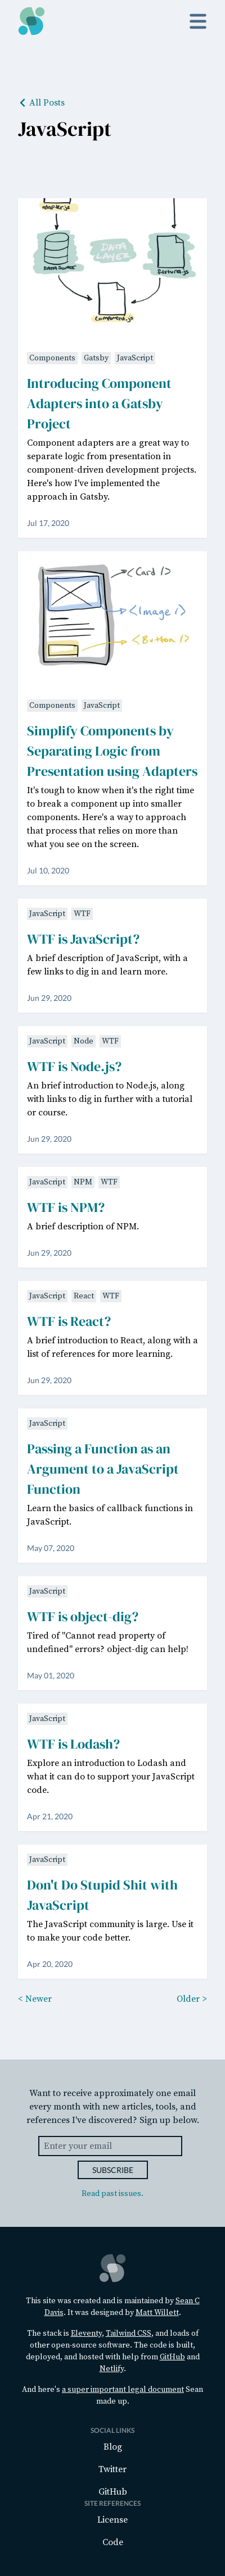 All Posts
JavaScript
adapter.js
DATA SOURCE
DATA LAYER
features.js
component.js
Components Gatsby JavaScript
Introducing Component
Adapters into a Gatsby
Project
Component adapters are a great way to
separate logic from presentation in
component-driven development projects.
Here's how I've implemented the
approach in Gatsby.
Jul 17, 2020
<Card />
<Image />
<Button />
Components JavaScript
Simplify Components by
Separating Logic from
Presentation using Adapters
It's tough to know when it's the right time
to break a component up into smaller
components. Here's a way to approach
that process that relies on more than
what you see on the screen.
Jul 10, 2020
JavaScript WTF
WTF is JavaScript?
A brief description of JavaScript, with a
few links to dig in and learn more.
Jun 29, 2020
JavaScript Node WTF
WTF is Node.js?
An brief introduction to Node.js, along
with links to dig in further with a tutorial
or course.
Jun 29, 2020
JavaScript NPM WTF
WTF is NPM?
A brief description of NPM.
Jun 29, 2020
JavaScript React WTF
WTF is React?
A brief introduction to React, along with a
list of references for more learning.
Jun 29, 2020
JavaScript
Passing a Function as an
Argument to a JavaScript
Function
Learn the basics of callback functions in
JavaScript.
May 07, 2020
JavaScript
WTF is object-dig?
Tired of "Cannot read property of
undefined" errors? object-dig can help!
May 01, 2020
JavaScript
WTF is Lodash?
Explore an introduction to Lodash and
what it can do to support your JavaScript
code.
Apr 21, 2020
JavaScript
Don't Do Stupid Shit with
JavaScript
The JavaScript community is large. Use it
to make your code better.
Apr 20, 2020
< Newer Older >
Want to receive approximately one email
every month with new articles, tools, and
references I've discovered? Sign up below.
Enter your email
SUBSCRIBE
Read past issues.
This site was created and is maintained by Sean C
Davis. It was designed by Matt Willett.
The stack is Eleventy, Tailwind CSS, and loads of
other open-source software. The code is built,
deployed, and hosted with help from GitHub and
Netlify.
And here's a super important legal document Sean
made up.
SOCIAL LINKS
Blog
Twitter
GitHub
SITE REFERENCES
License
Code